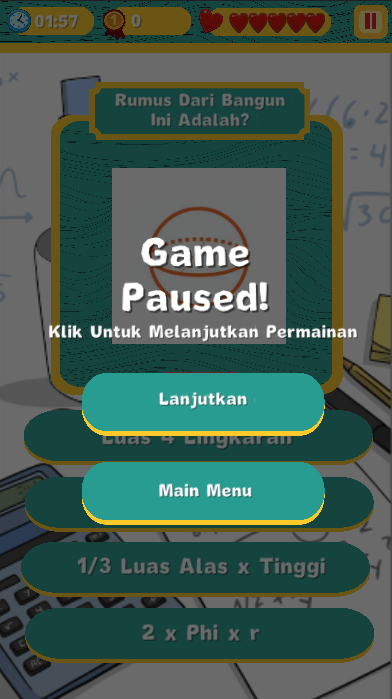 01:57
1
0
Rumus Dari Bangun
Ini Adalah?
Game
Paused!
Klik Untuk Melanjutkan Permainan
Lanjutkan
Luas 4 Lingkaran
Main Menu
1/3 Luas Alas x Tinggi
2 x Phi x r